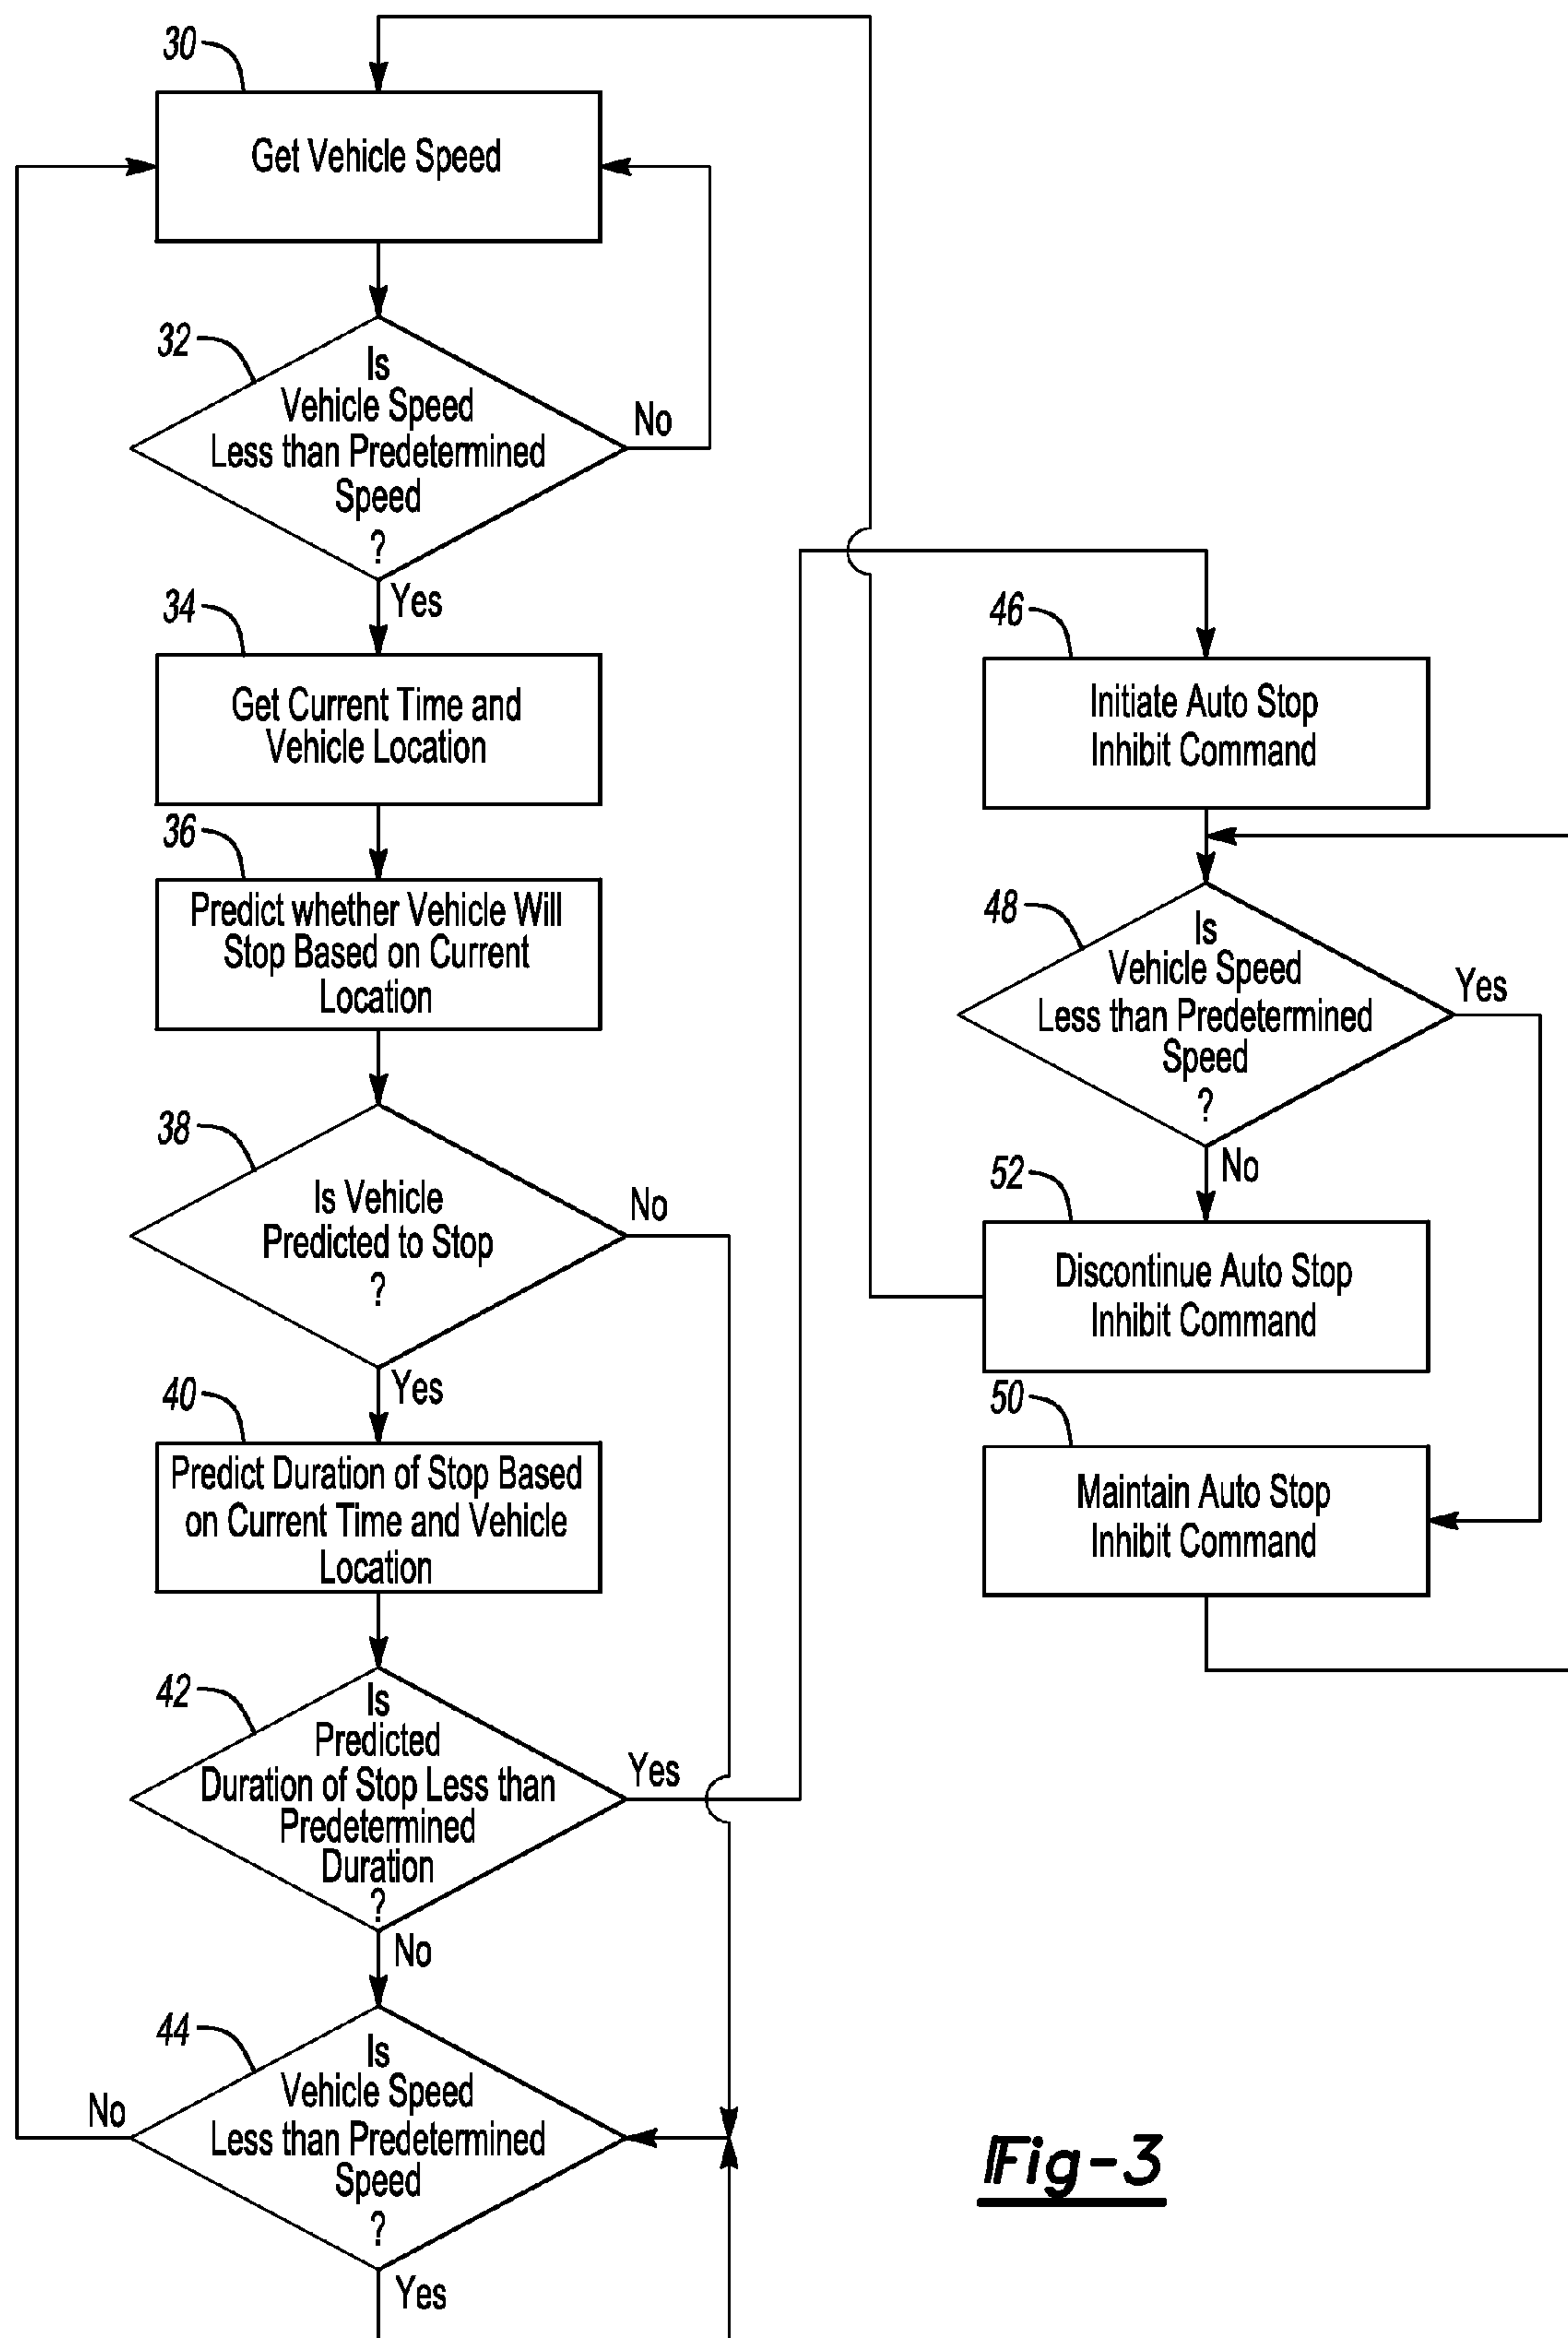 30
Get Vehicle Speed
32
Is
Vehicle Speed
Less than Predetermined
Speed
?
No
Yes
34
Get Current Time and
Vehicle Location
36
Predict whether Vehicle Will
Stop Based on Current
Location
38
Is Vehicle
Predicted to Stop
?
No
Yes
40
Predict Duration of Stop Based
on Current Time and Vehicle
Location
42
Is
Predicted
Duration of Stop Less than
Predetermined
Duration
?
Yes
No
44
Is
Vehicle Speed
Less than Predetermined
Speed
?
No
Yes
46
Initiate Auto Stop
Inhibit Command
48
Is
Vehicle Speed
Less than Predetermined
Speed
?
Yes
No
52
Discontinue Auto Stop
Inhibit Command
50
Maintain Auto Stop
Inhibit Command
Fig-3